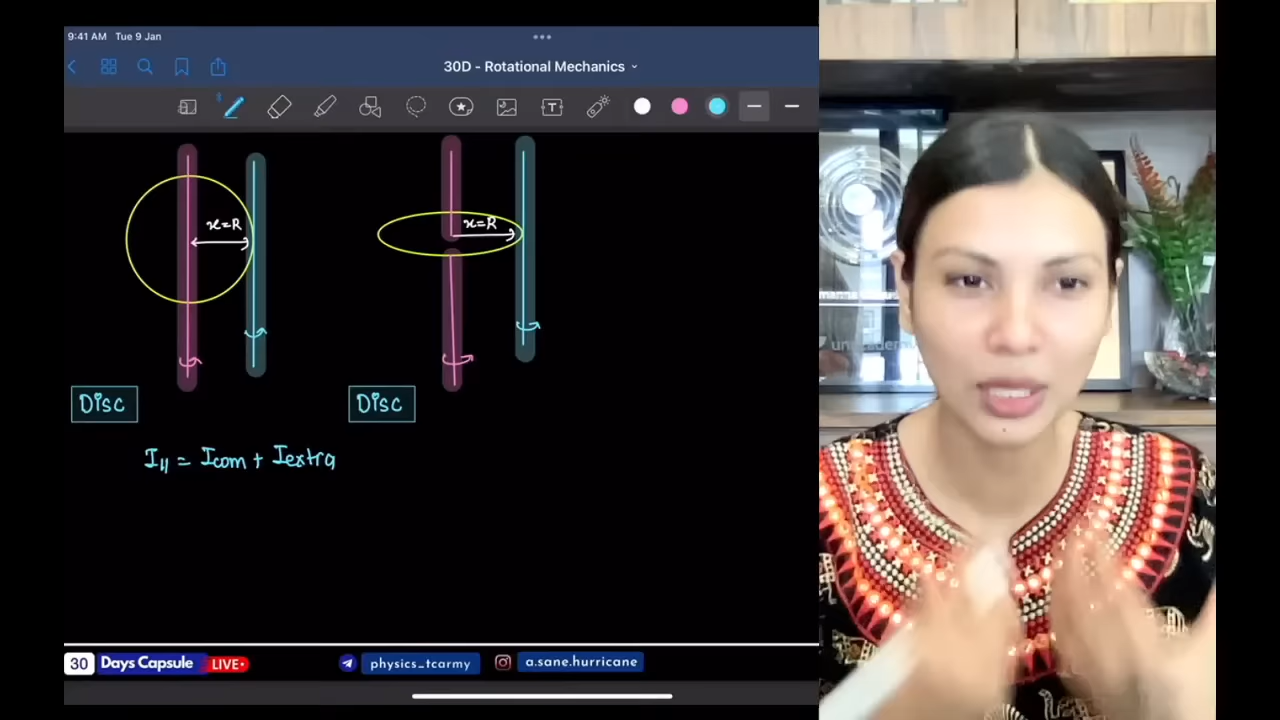 9:41 AM Tue 9 Jan
30D - Rotational Mechanics
T
x=R
x=R
Disc
Disc
I11 = Icom + Iextra
30 Days Capsule LIVE
physics_tcarmy
a.sane.hurricane